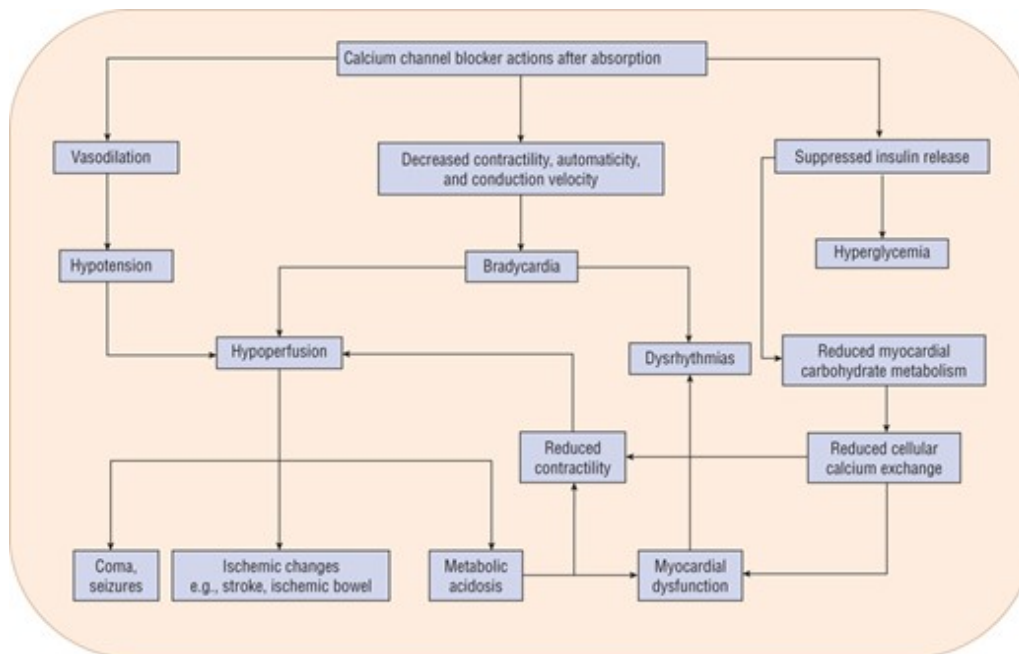 Calcium channel blocker actions after absorption
Vasodilation
Decreased contractility, automaticity,
and conduction velocity
Suppressed insulin release
Hypotension
Bradycardia
Hyperglycemia
Hypoperfusion
Dysrhythmias
Reduced myocardial
carbohydrate metabolism
Reduced
contractility
Reduced cellular
calcium exchange
Coma,
seizures
Ischemic changes
e.g., stroke, ischemic bowel
Metabolic
acidosis
Myocardial
dysfunction